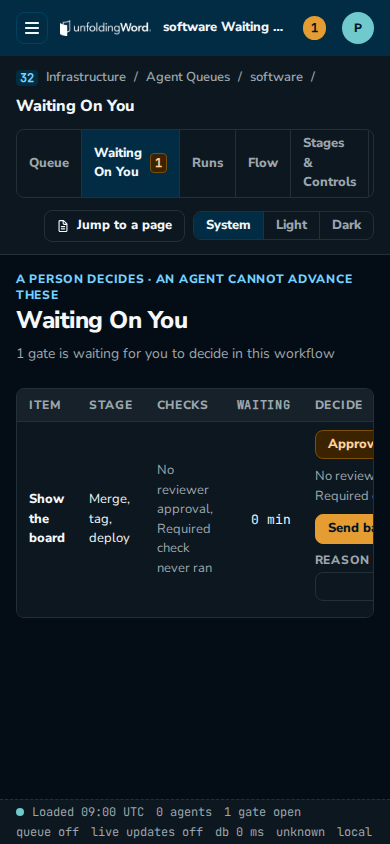 unfoldingWord. software Waiting ... 1 P
32 Infrastructure / Agent Queues / software /
Waiting On You
Queue Waiting On You 1 Runs Flow Stages & Controls
Jump to a page System Light Dark
A PERSON DECIDES · AN AGENT CANNOT ADVANCE
THESE
Waiting On You
1 gate is waiting for you to decide in this workflow
ITEM STAGE CHECKS WAITING DECIDE
Show
the
board
Merge,
tag,
deploy
No
reviewer
approval,
Required
check
never ran
0 min
Approv
No review
Required
Send ba
REASON
Loaded 09:00 UTC 0 agents 1 gate open
queue off live updates off db 0 ms unknown local